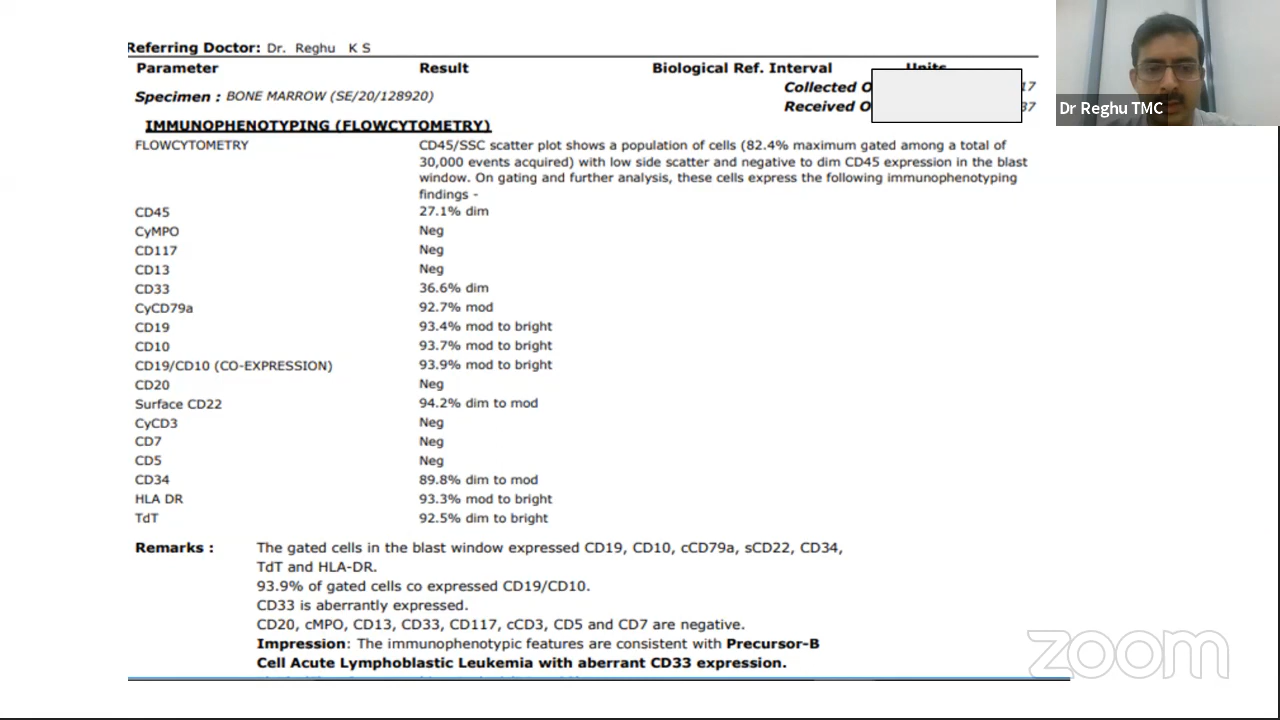 Referring Doctor: Dr. Reghu K S
Parameter Result Biological Ref. Interval Units
Collected O 17
Specimen : BONE MARROW (SE/20/128920)
Received O 37
IMMUNOPHENOTYPING (FLOWCYTOMETRY)
FLOWCYTOMETRY CD45/SSC scatter plot shows a population of cells (82.4% maximum gated among a total of
30,000 events acquired) with low side scatter and negative to dim CD45 expression in the blast
window. On gating and further analysis, these cells express the following immunophenotyping
findings -
CD45 27.1% dim
CyMPO Neg
CD117 Neg
CD13 Neg
CD33 36.6% dim
CyCD79a 92.7% mod
CD19 93.4% mod to bright
CD10 93.7% mod to bright
CD19/CD10 (CO-EXPRESSION) 93.9% mod to bright
CD20 Neg
Surface CD22 94.2% dim to mod
CyCD3 Neg
CD7 Neg
CD5 Neg
CD34 89.8% dim to mod
HLA DR 93.3% mod to bright
TdT 92.5% dim to bright
Remarks : The gated cells in the blast window expressed CD19, CD10, cCD79a, sCD22, CD34,
TdT and HLA-DR.
93.9% of gated cells co expressed CD19/CD10.
CD33 is aberrantly expressed.
CD20, cMPO, CD13, CD33, CD117, cCD3, CD5 and CD7 are negative.
Impression: The immunophenotypic features are consistent with Precursor-B
Cell Acute Lymphoblastic Leukemia with aberrant CD33 expression.
Dr Reghu TMC
zoom